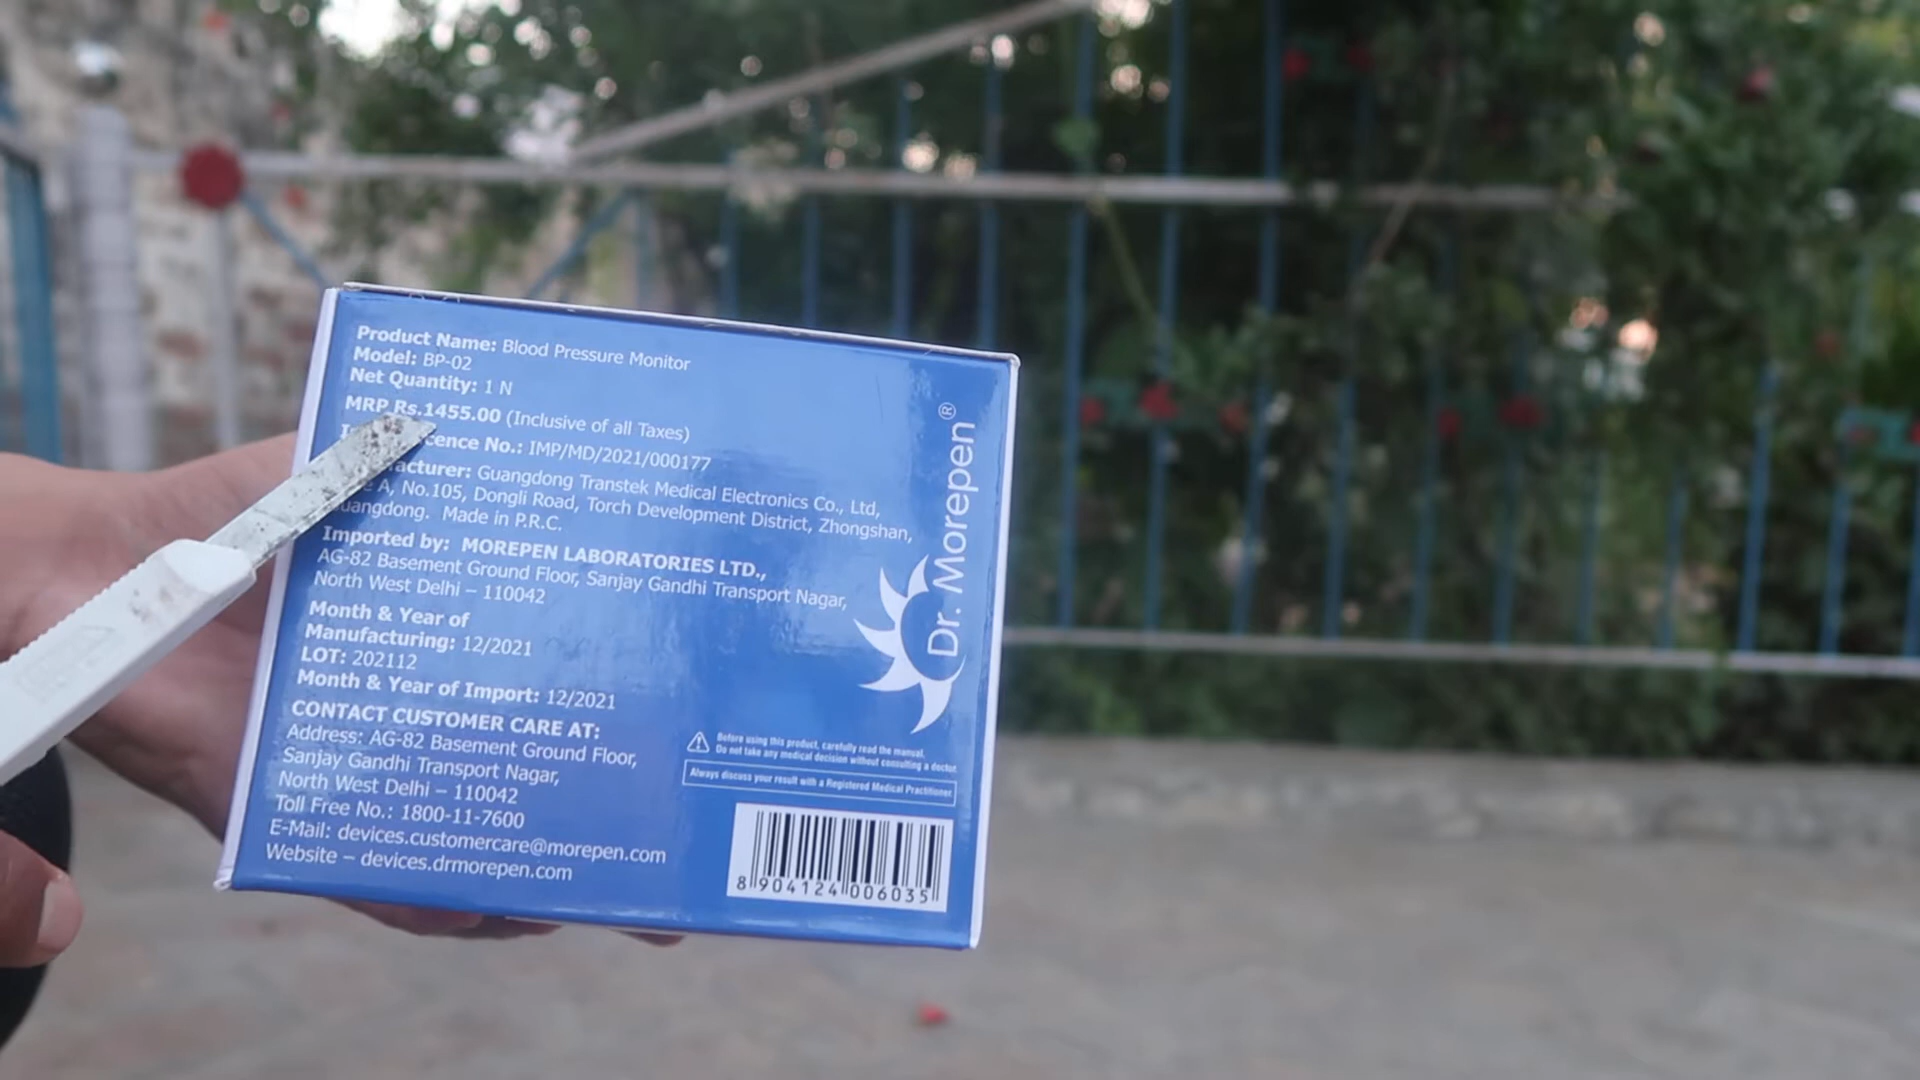 Product Name: Blood Pressure Monitor
Model: BP-02
Net Quantity: 1 N
MRP Rs.1455.00 (Inclusive of all Taxes)
No.: IMP/MD/2021/000177
Guangdong Transtek Medical Electronics Co., Ltd,
A, No.105, Dongli Road, Torch Development District, Zhongshan,
Made in P.R.C.
Imported by: MOREPEN LABORATORIES LTD.,
AG-82 Basement Ground Floor, Sanjay Gandhi Transport Nagar,
North West Delhi – 110042
Month & Year of
Manufacturing: 12/2021
LOT: 202112
Month & Year of Import: 12/2021
CONTACT CUSTOMER CARE AT:
Address: AG-82 Basement Ground Floor,
Sanjay Gandhi Transport Nagar,
North West Delhi – 110042
Toll Free No.: 1800-11-7600
E-Mail: devices.customercare@morepen.com
Website – devices.drmorepen.com
Dr. Morepen®
Before using this product, carefully read the manual.
Do not take any medical decision without consulting a doctor.
Always discuss your result with a Registered Medical Practitioner.
8 904124 006035